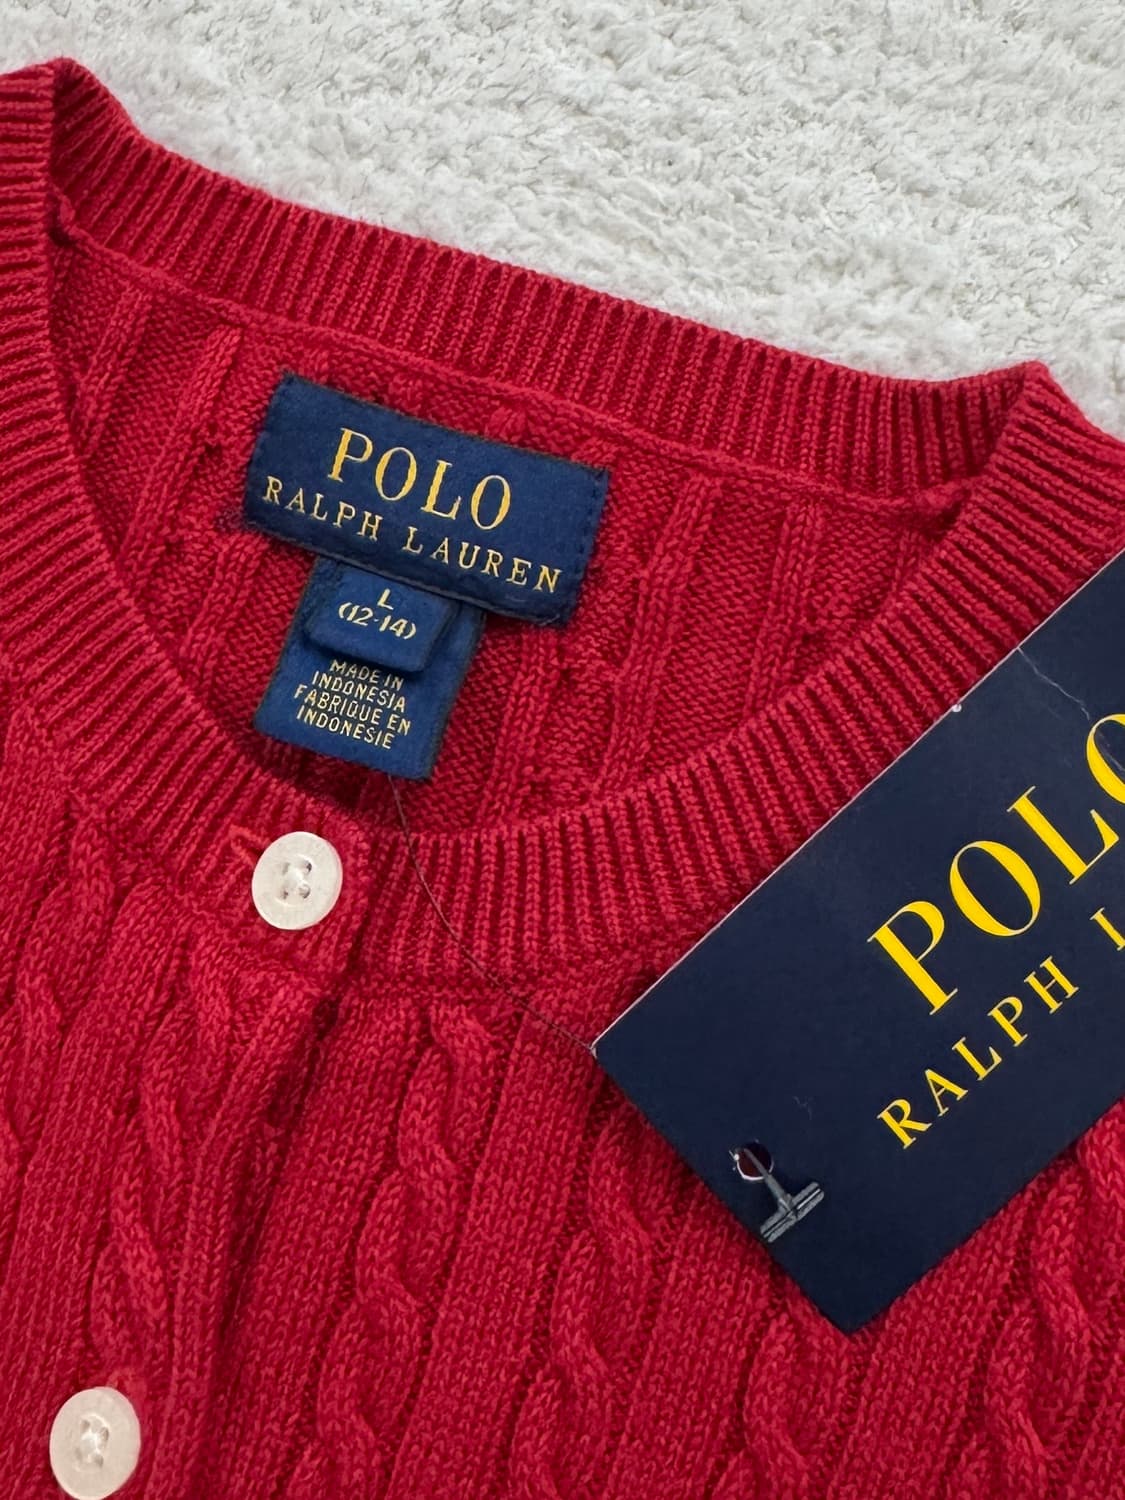 POLO
RALPH LAUREN
L
(12-14)
MADE IN
INDONESIA
FABRIQUE EN
INDONESIE
POLO
RALPH L